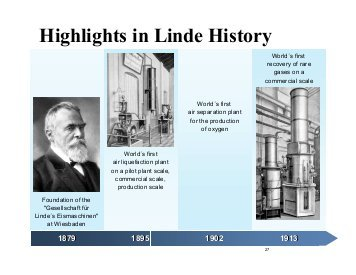 Highlights in Linde History
World´s first
recovery of rare
gases on a
commercial scale
World´s first
air separation plant
for the production
of oxygen
World´s first
air liquefaction plant
on a pilot plant scale,
commercial scale,
production scale
Foundation of the
"Gesellschaft für
Linde´s Eismaschinen"
at Wiesbaden
1879
1895
1902
1913
27